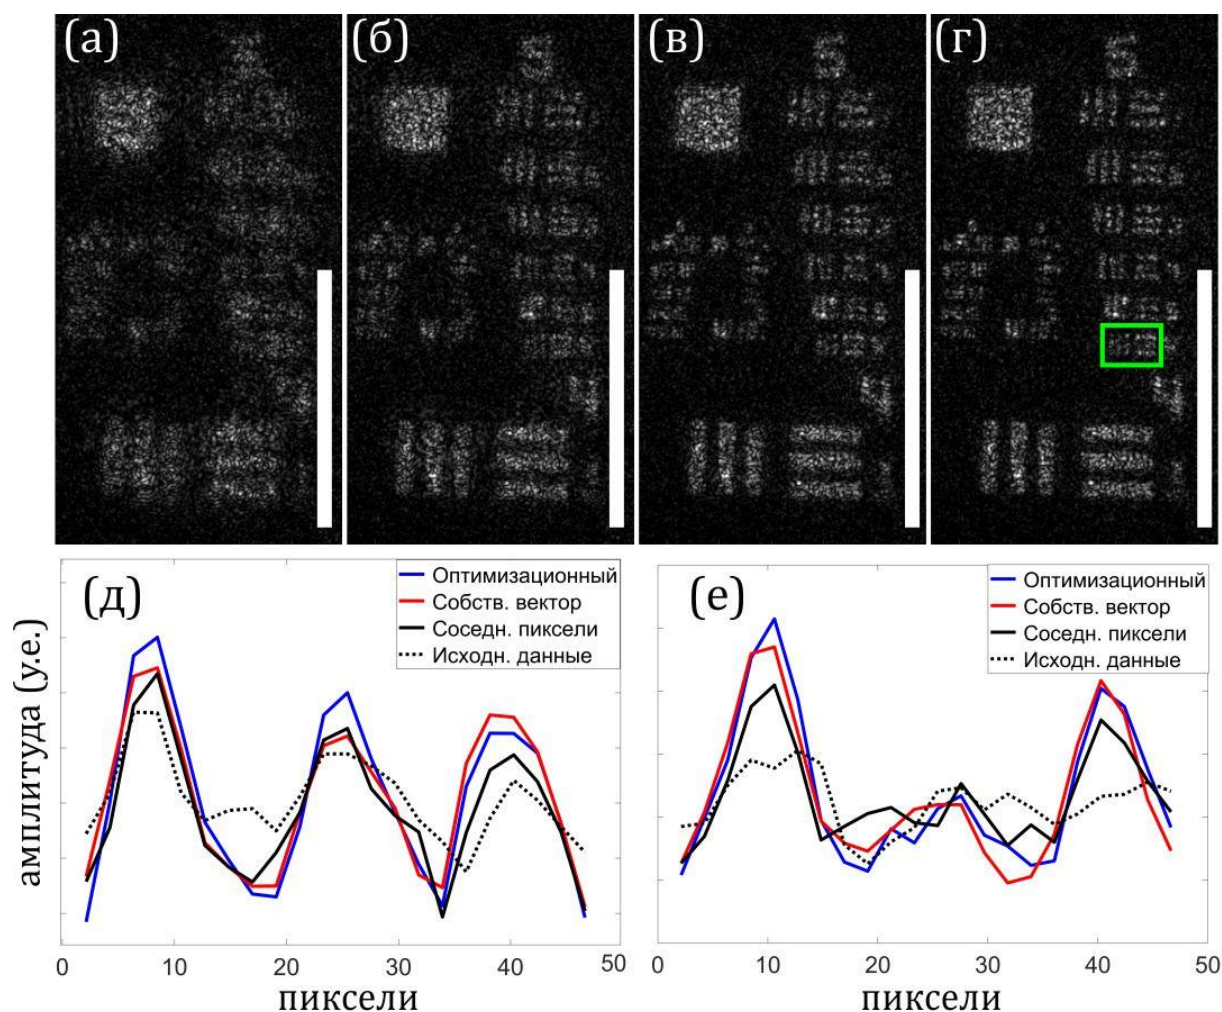 (а) (б) (в) (г)
(д)
Оптимизационный
Собств. вектор
Соседн. пиксели
Исходн. данные
амплитуда (у.е.)
0 10 20 30 40 50
пиксели
(е)
Оптимизационный
Собств. вектор
Соседн. пиксели
Исходн. данные
0 10 20 30 40 50
пиксели